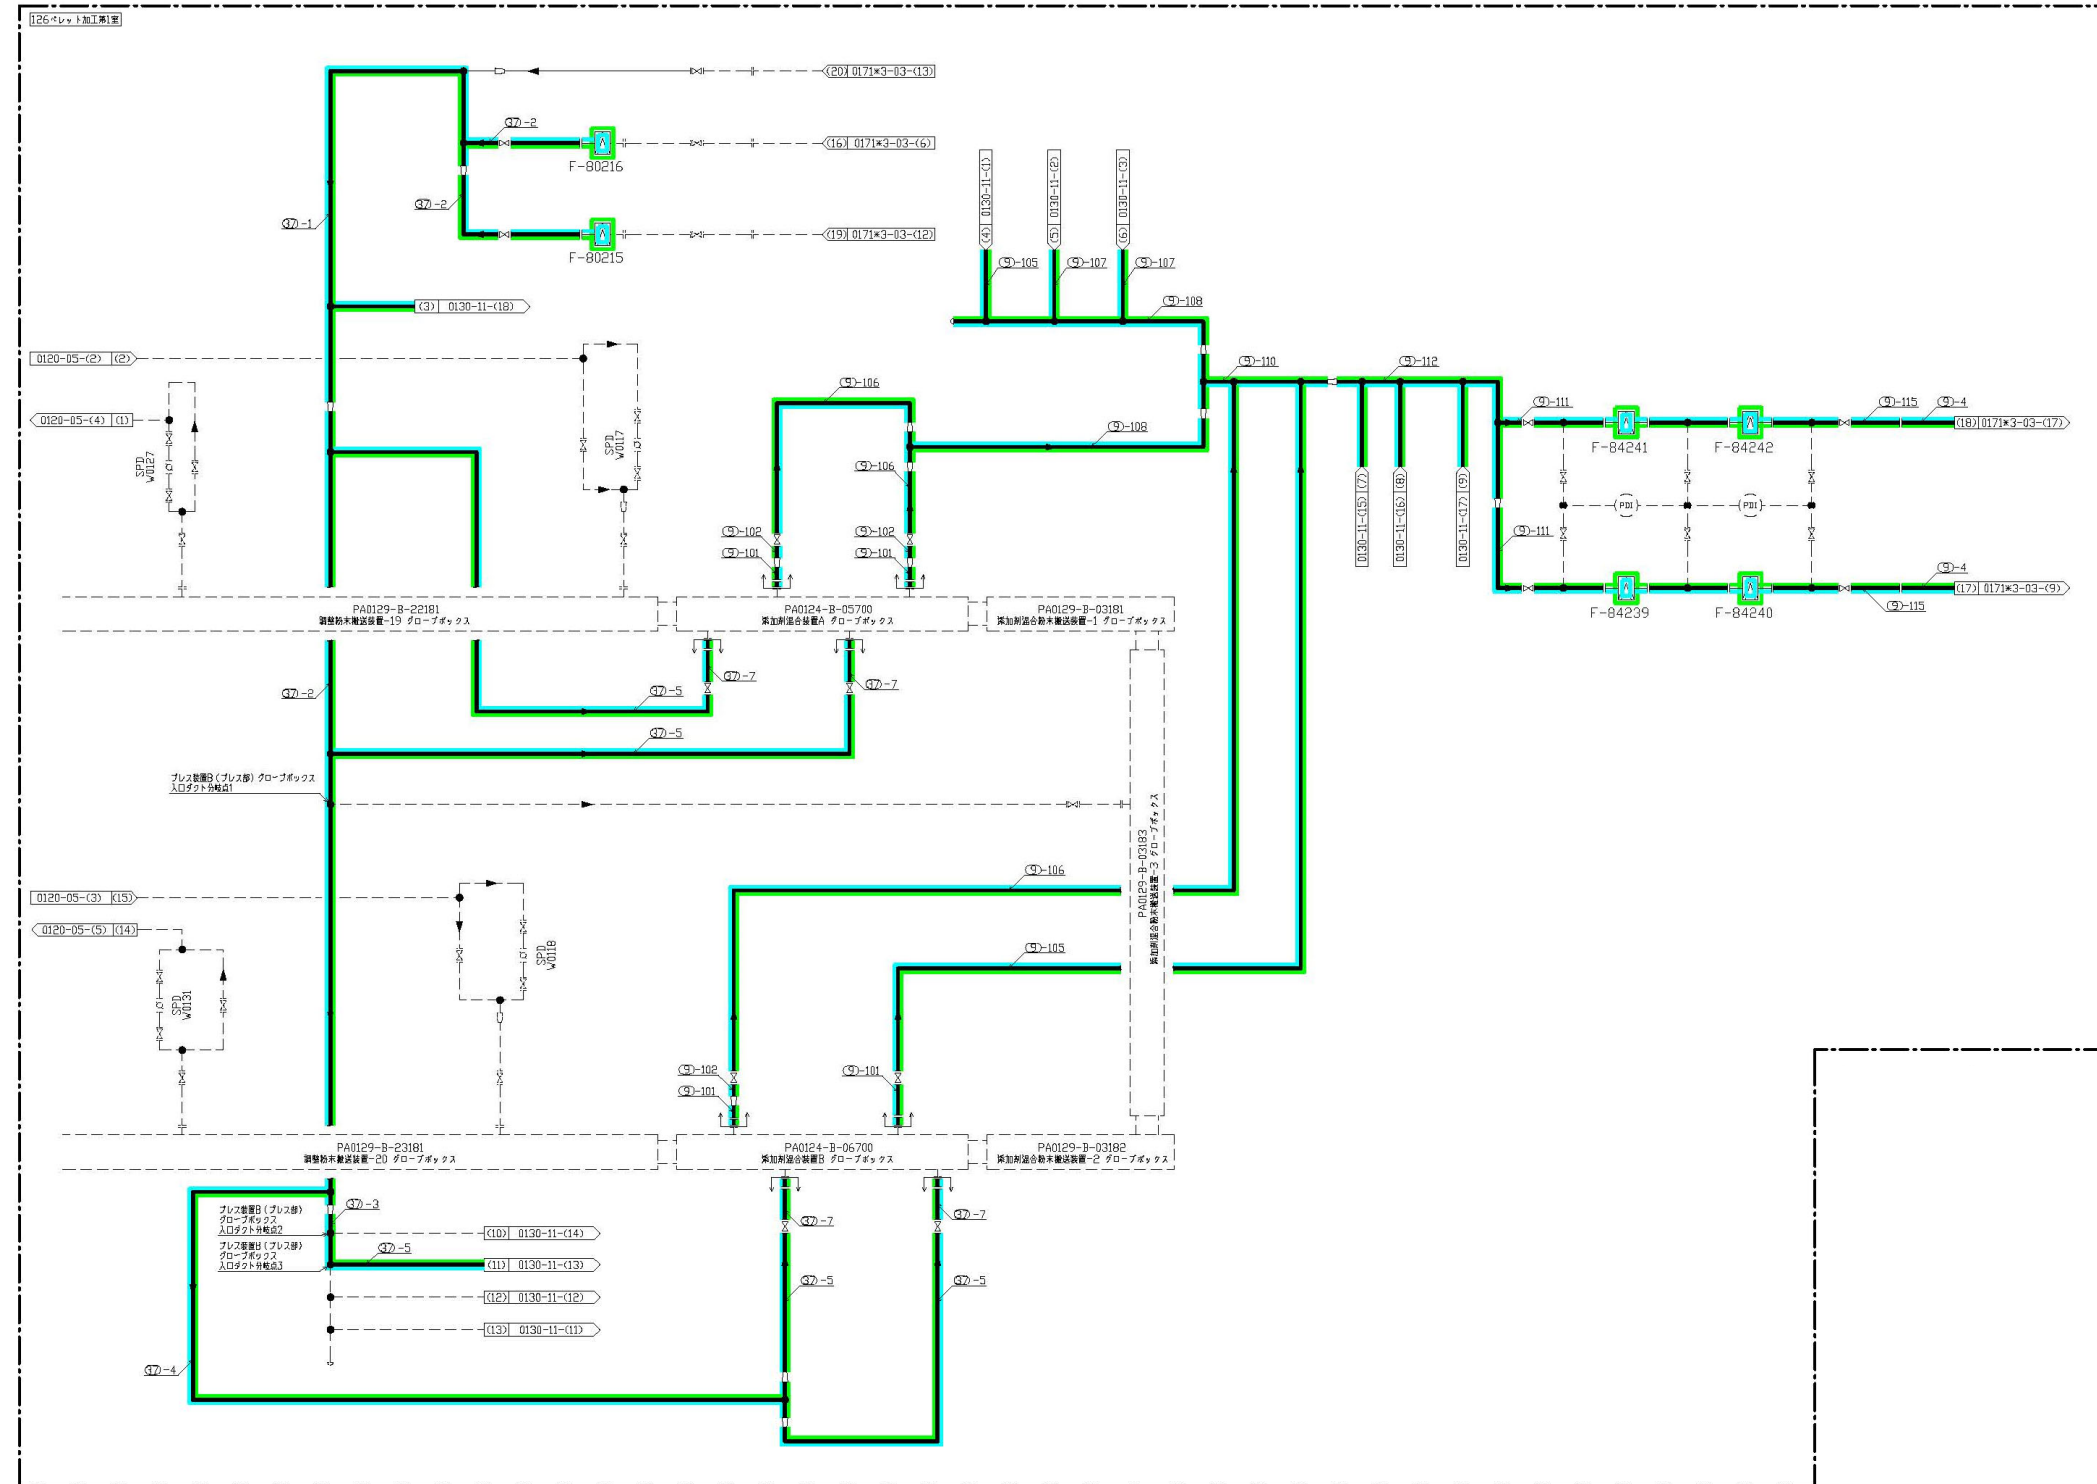 126ペレット加工第1室
(20) 0171*3-03-(13)
㊲-2
(16) 0171*3-03-(6)
F-80216
㊲-2
㊲-1
(19) 0171*3-03-(12)
F-80215
(4) 0130-11-(1)
(5) 0130-11-(2)
(6) 0130-11-(3)
⑨-105
⑨-107
⑨-107
⑨-108
(3) 0130-11-(18)
0120-05-(2) (2)
0120-05-(4) (1)
SPD
W0127
SPD
W0117
⑨-110
⑨-112
⑨-106
⑨-108
⑨-106
⑨-102
⑨-101
⑨-102
⑨-101
0130-11-(15) (7)
0130-11-(16) (8)
0130-11-(17) (9)
⑨-111
⑨-115
⑨-4
(18) 0171*3-03-(17)
F-84241
F-84242
PDI
PDI
⑨-111
⑨-4
(17) 0171*3-03-(9)
F-84239
F-84240
⑨-115
PA0129-B-22181
調整粉末搬送装置-19 グローブボックス
PA0124-B-05700
添加剤混合装置A グローブボックス
PA0129-B-03181
添加剤混合粉末搬送装置-1 グローブボックス
㊲-7
㊲-7
㊲-2
㊲-5
㊲-5
プレス装置B(プレス部) グローブボックス
入口ダクト分岐点1
PA0129-B-03183
添加剤混合粉末搬送装置-3 グローブボックス
⑨-106
0120-05-(3) (15)
0120-05-(5) (14)
SPD
W0131
SPD
W0118
⑨-105
⑨-102
⑨-101
⑨-101
PA0129-B-23181
調整粉末搬送装置-20 グローブボックス
PA0124-B-06700
添加剤混合装置B グローブボックス
PA0129-B-03182
添加剤混合粉末搬送装置-2 グローブボックス
プレス装置B(プレス部)
グローブボックス
入口ダクト分岐点2
㊲-3
㊲-7
㊲-7
(10) 0130-11-(14)
プレス装置B(プレス部)
グローブボックス
入口ダクト分岐点3
㊲-5
(11) 0130-11-(13)
㊲-5
㊲-5
(12) 0130-11-(12)
(13) 0130-11-(11)
㊲-4